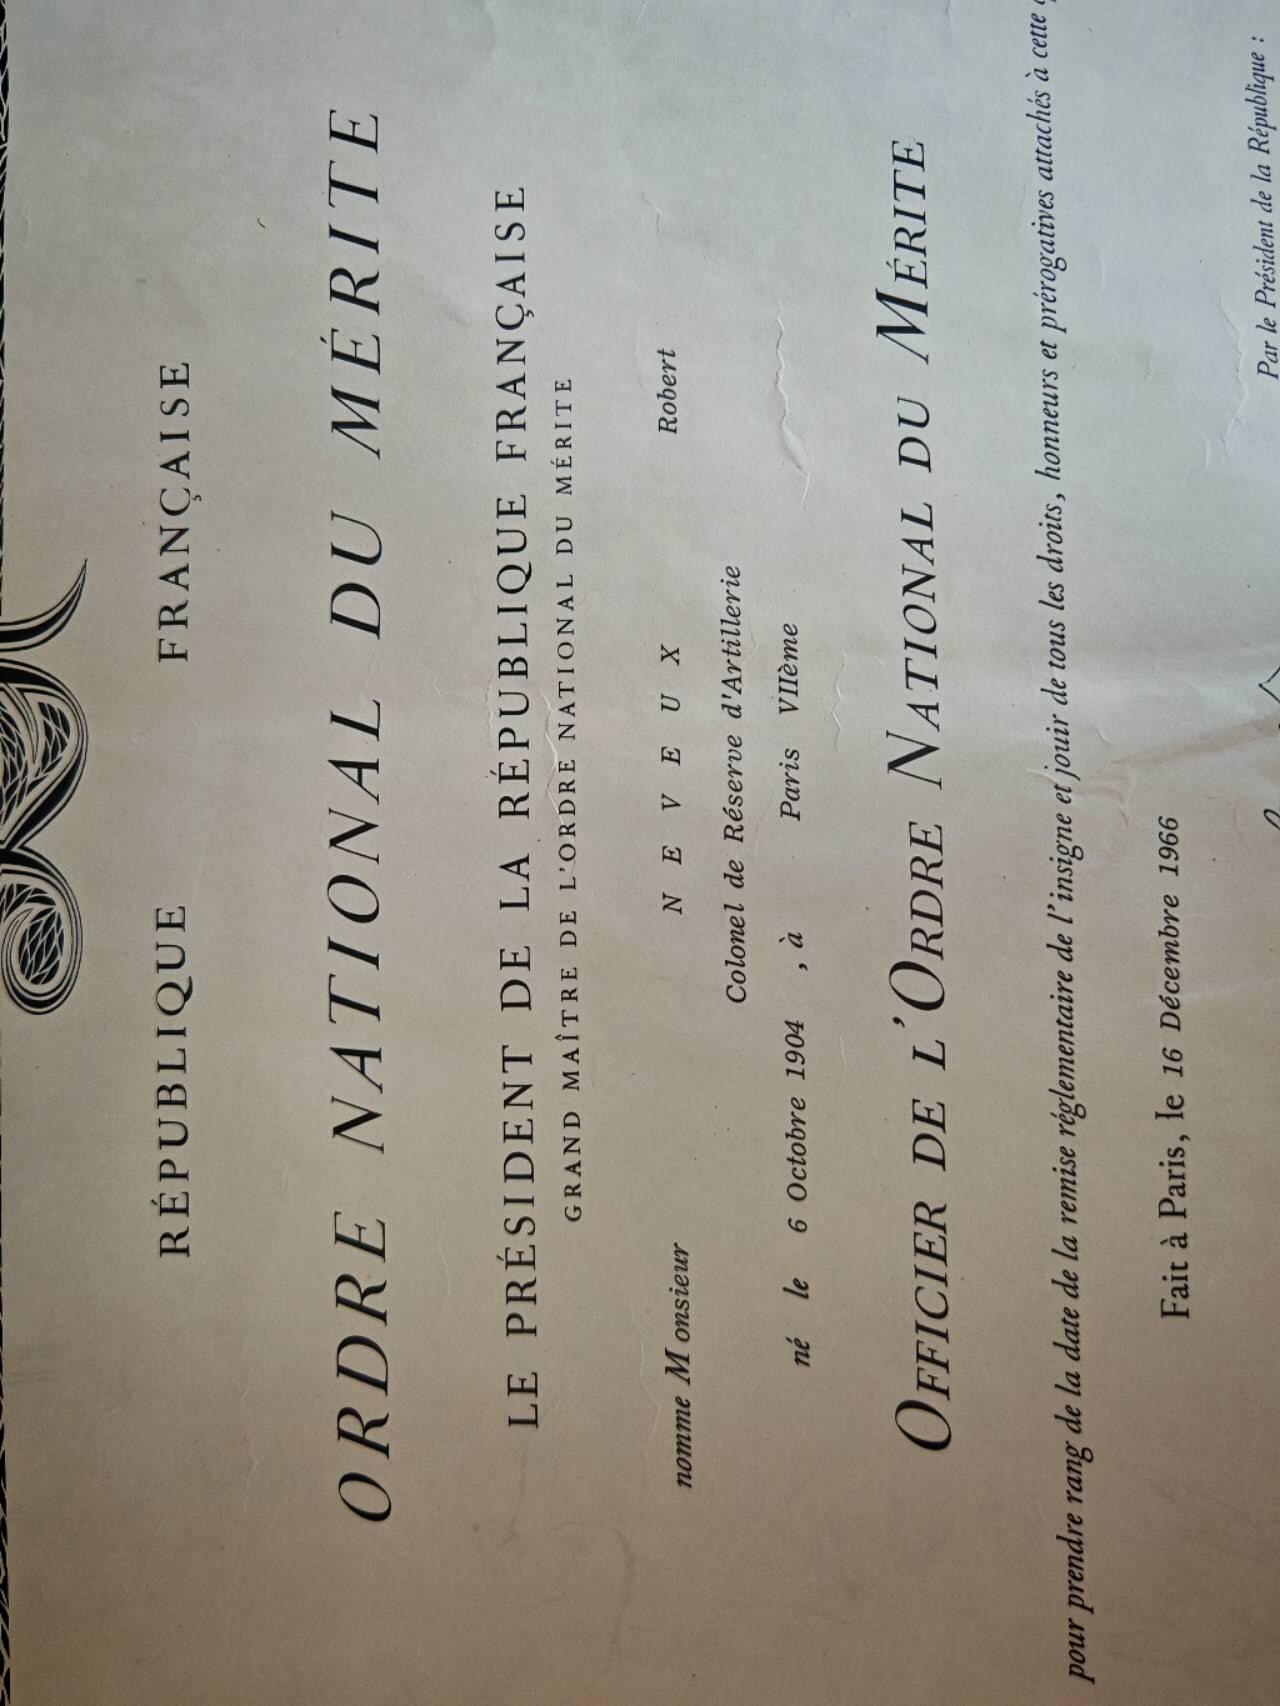 RÉPUBLIQUE FRANÇAISE
ORDRE NATIONAL DU MÉRITE
LE PRÉSIDENT DE LA RÉPUBLIQUE FRANÇAISE
GRAND MAÎTRE DE L'ORDRE NATIONAL DU MÉRITE
nomme Monsieur N E V E U X Robert
Colonel de Réserve d'Artillerie
né le 6 Octobre 1904 , à Paris VIIème
OFFICIER DE L'ORDRE NATIONAL DU MÉRITE
pour prendre rang de la date de la remise réglementaire de l'insigne et jouir de tous les droits, honneurs et prérogatives attachés à cette
Fait à Paris, le 16 Décembre 1966
Par le Président de la République :